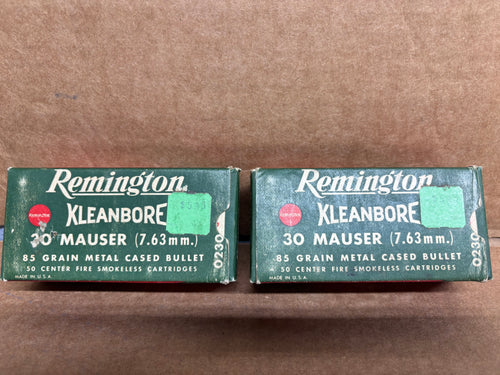 Remington
KLEANBORE
30 MAUSER (7.63mm.)
85 GRAIN METAL CASED BULLET
50 CENTER FIRE SMOKELESS CARTRIDGES
MADE IN U.S.A.
0230
Remington
KLEANBORE
30 MAUSER (7.63mm.)
85 GRAIN METAL CASED BULLET
50 CENTER FIRE SMOKELESS CARTRIDGES
MADE IN U.S.A.
0230